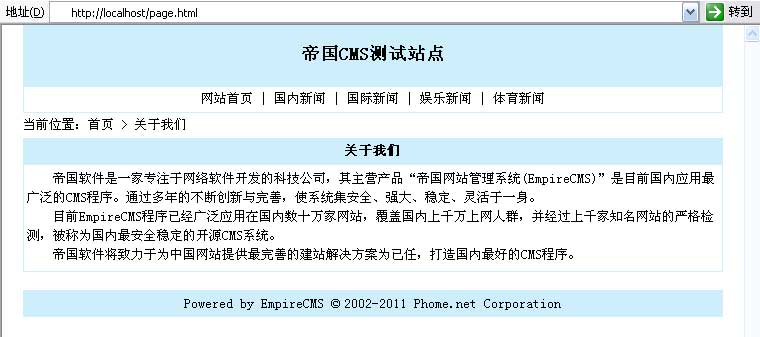 地址(D) http://localhost/page.html 转到
帝国CMS测试站点
网站首页 | 国内新闻 | 国际新闻 | 娱乐新闻 | 体育新闻
当前位置：首页 > 关于我们
关于我们
帝国软件是一家专注于网络软件开发的科技公司，其主营产品“帝国网站管理系统(EmpireCMS)”是目前国内应用最
广泛的CMS程序。通过多年的不断创新与完善，使系统集安全、强大、稳定、灵活于一身。
目前EmpireCMS程序已经广泛应用在国内数十万家网站，覆盖国内上千万上网人群，并经过上千家知名网站的严格检
测，被称为国内最安全稳定的开源CMS系统。
帝国软件将致力于为中国网站提供最完善的建站解决方案为己任，打造国内最好的CMS程序。
Powered by EmpireCMS © 2002-2011 Phome.net Corporation